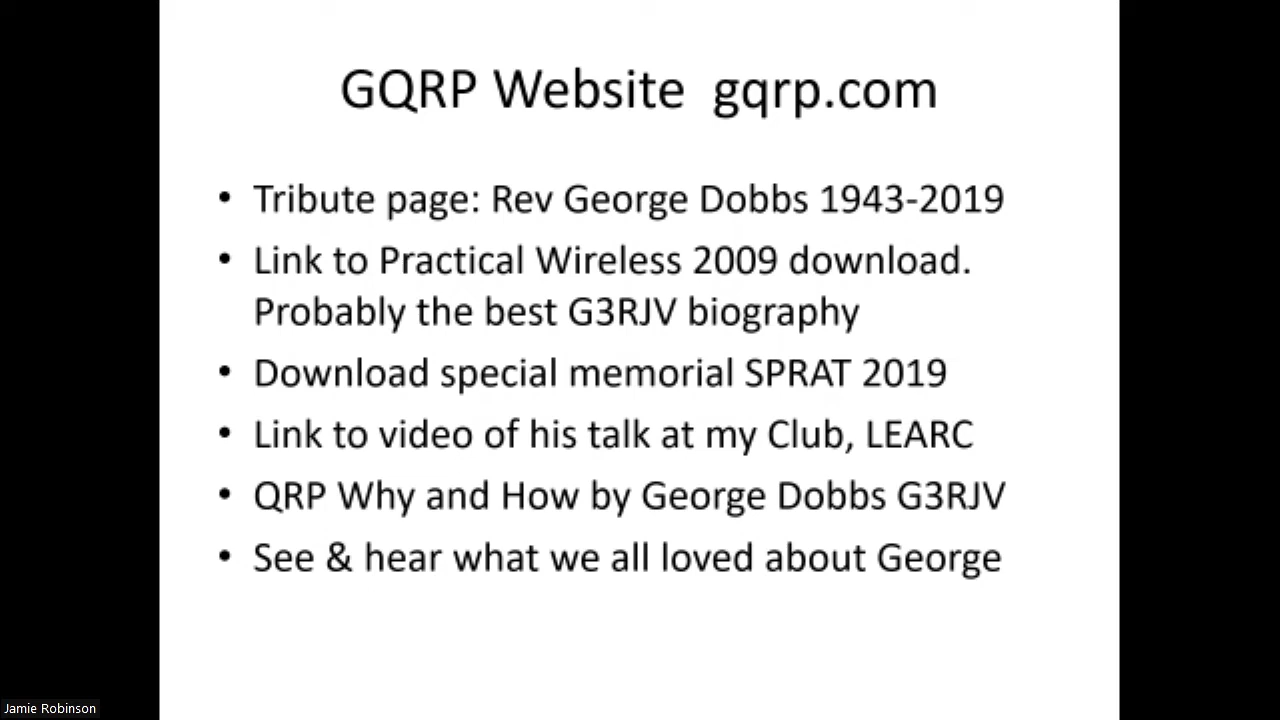 GQRP Website gqrp.com
• Tribute page: Rev George Dobbs 1943-2019
• Link to Practical Wireless 2009 download.
Probably the best G3RJV biography
• Download special memorial SPRAT 2019
• Link to video of his talk at my Club, LEARC
• QRP Why and How by George Dobbs G3RJV
• See & hear what we all loved about George
Jamie Robinson